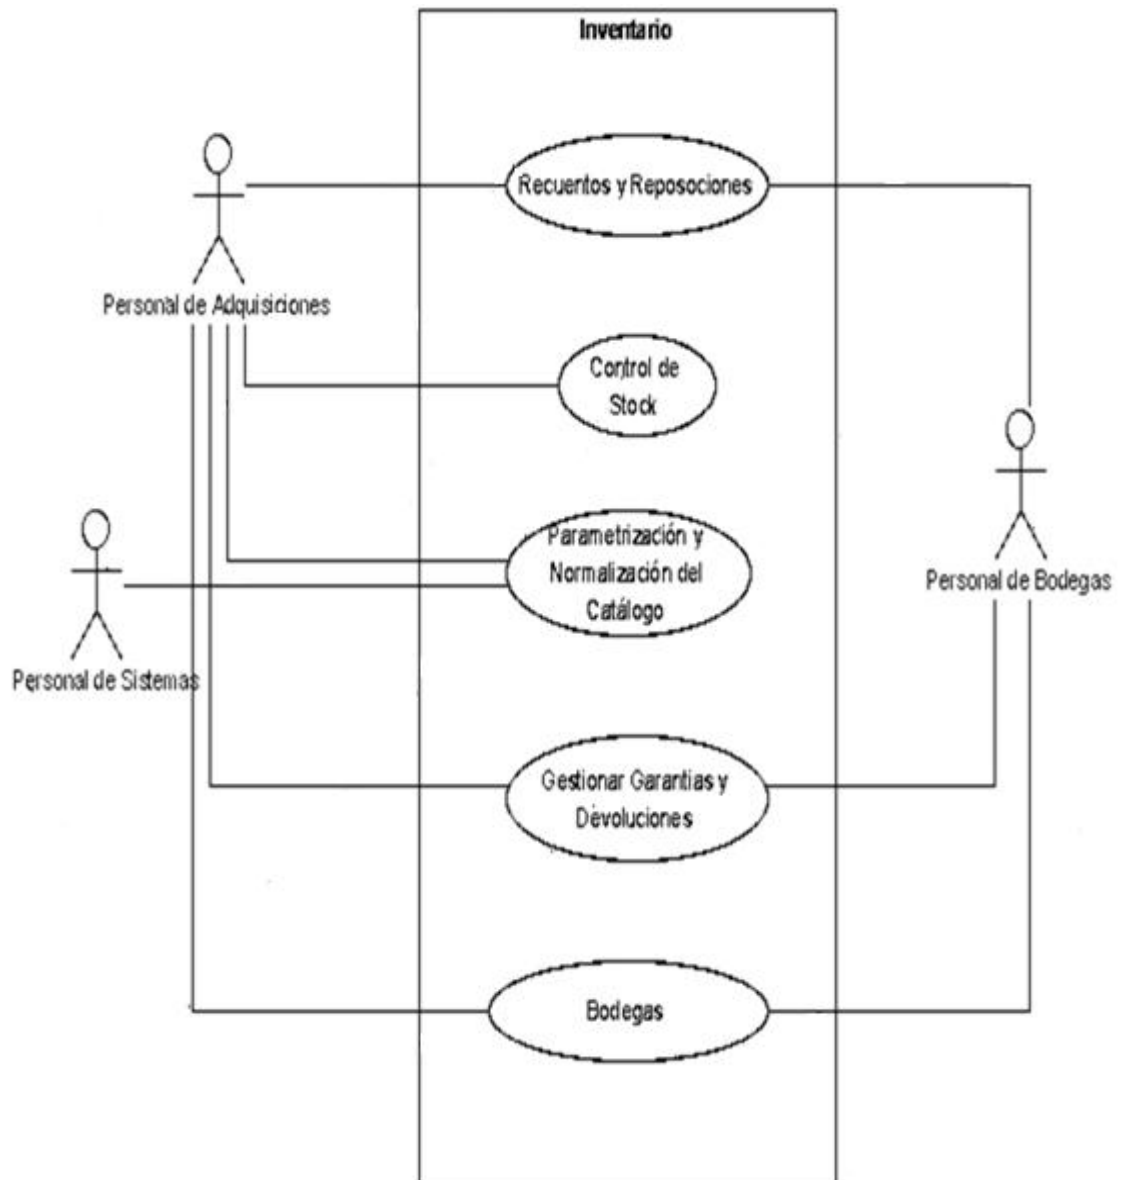 Inventario
Recuentos y Reposociones
Personal de Adquisiciones
Control de
Stock
Parametrización y
Normalización del
Catálogo
Personal de Bodegas
Personal de Sistemas
Gestionar Garantias y
Devoluciones
Bodegas